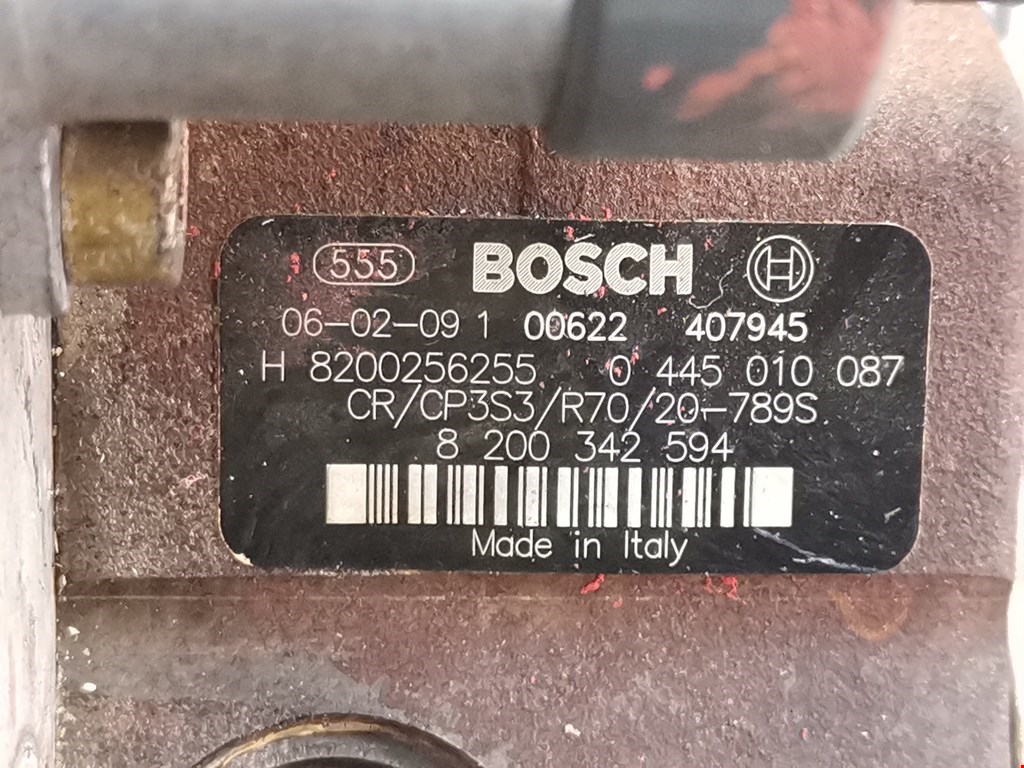 555 BOSCH
06-02-09 1 00622 407945
H 8200256255 0 445 010 087
CR/CP3S3/R70/20-789S
8 200 342 594
Made in Italy